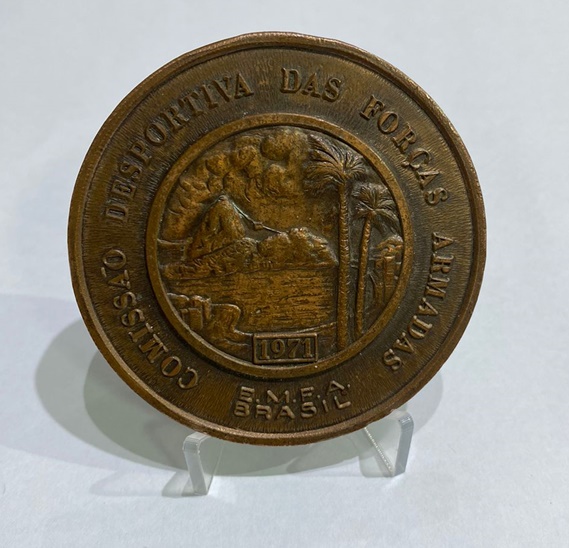 COMISSÃO DESPORTIVA DAS FORÇAS ARMADAS
1971
E.M.F.A.
BRASIL